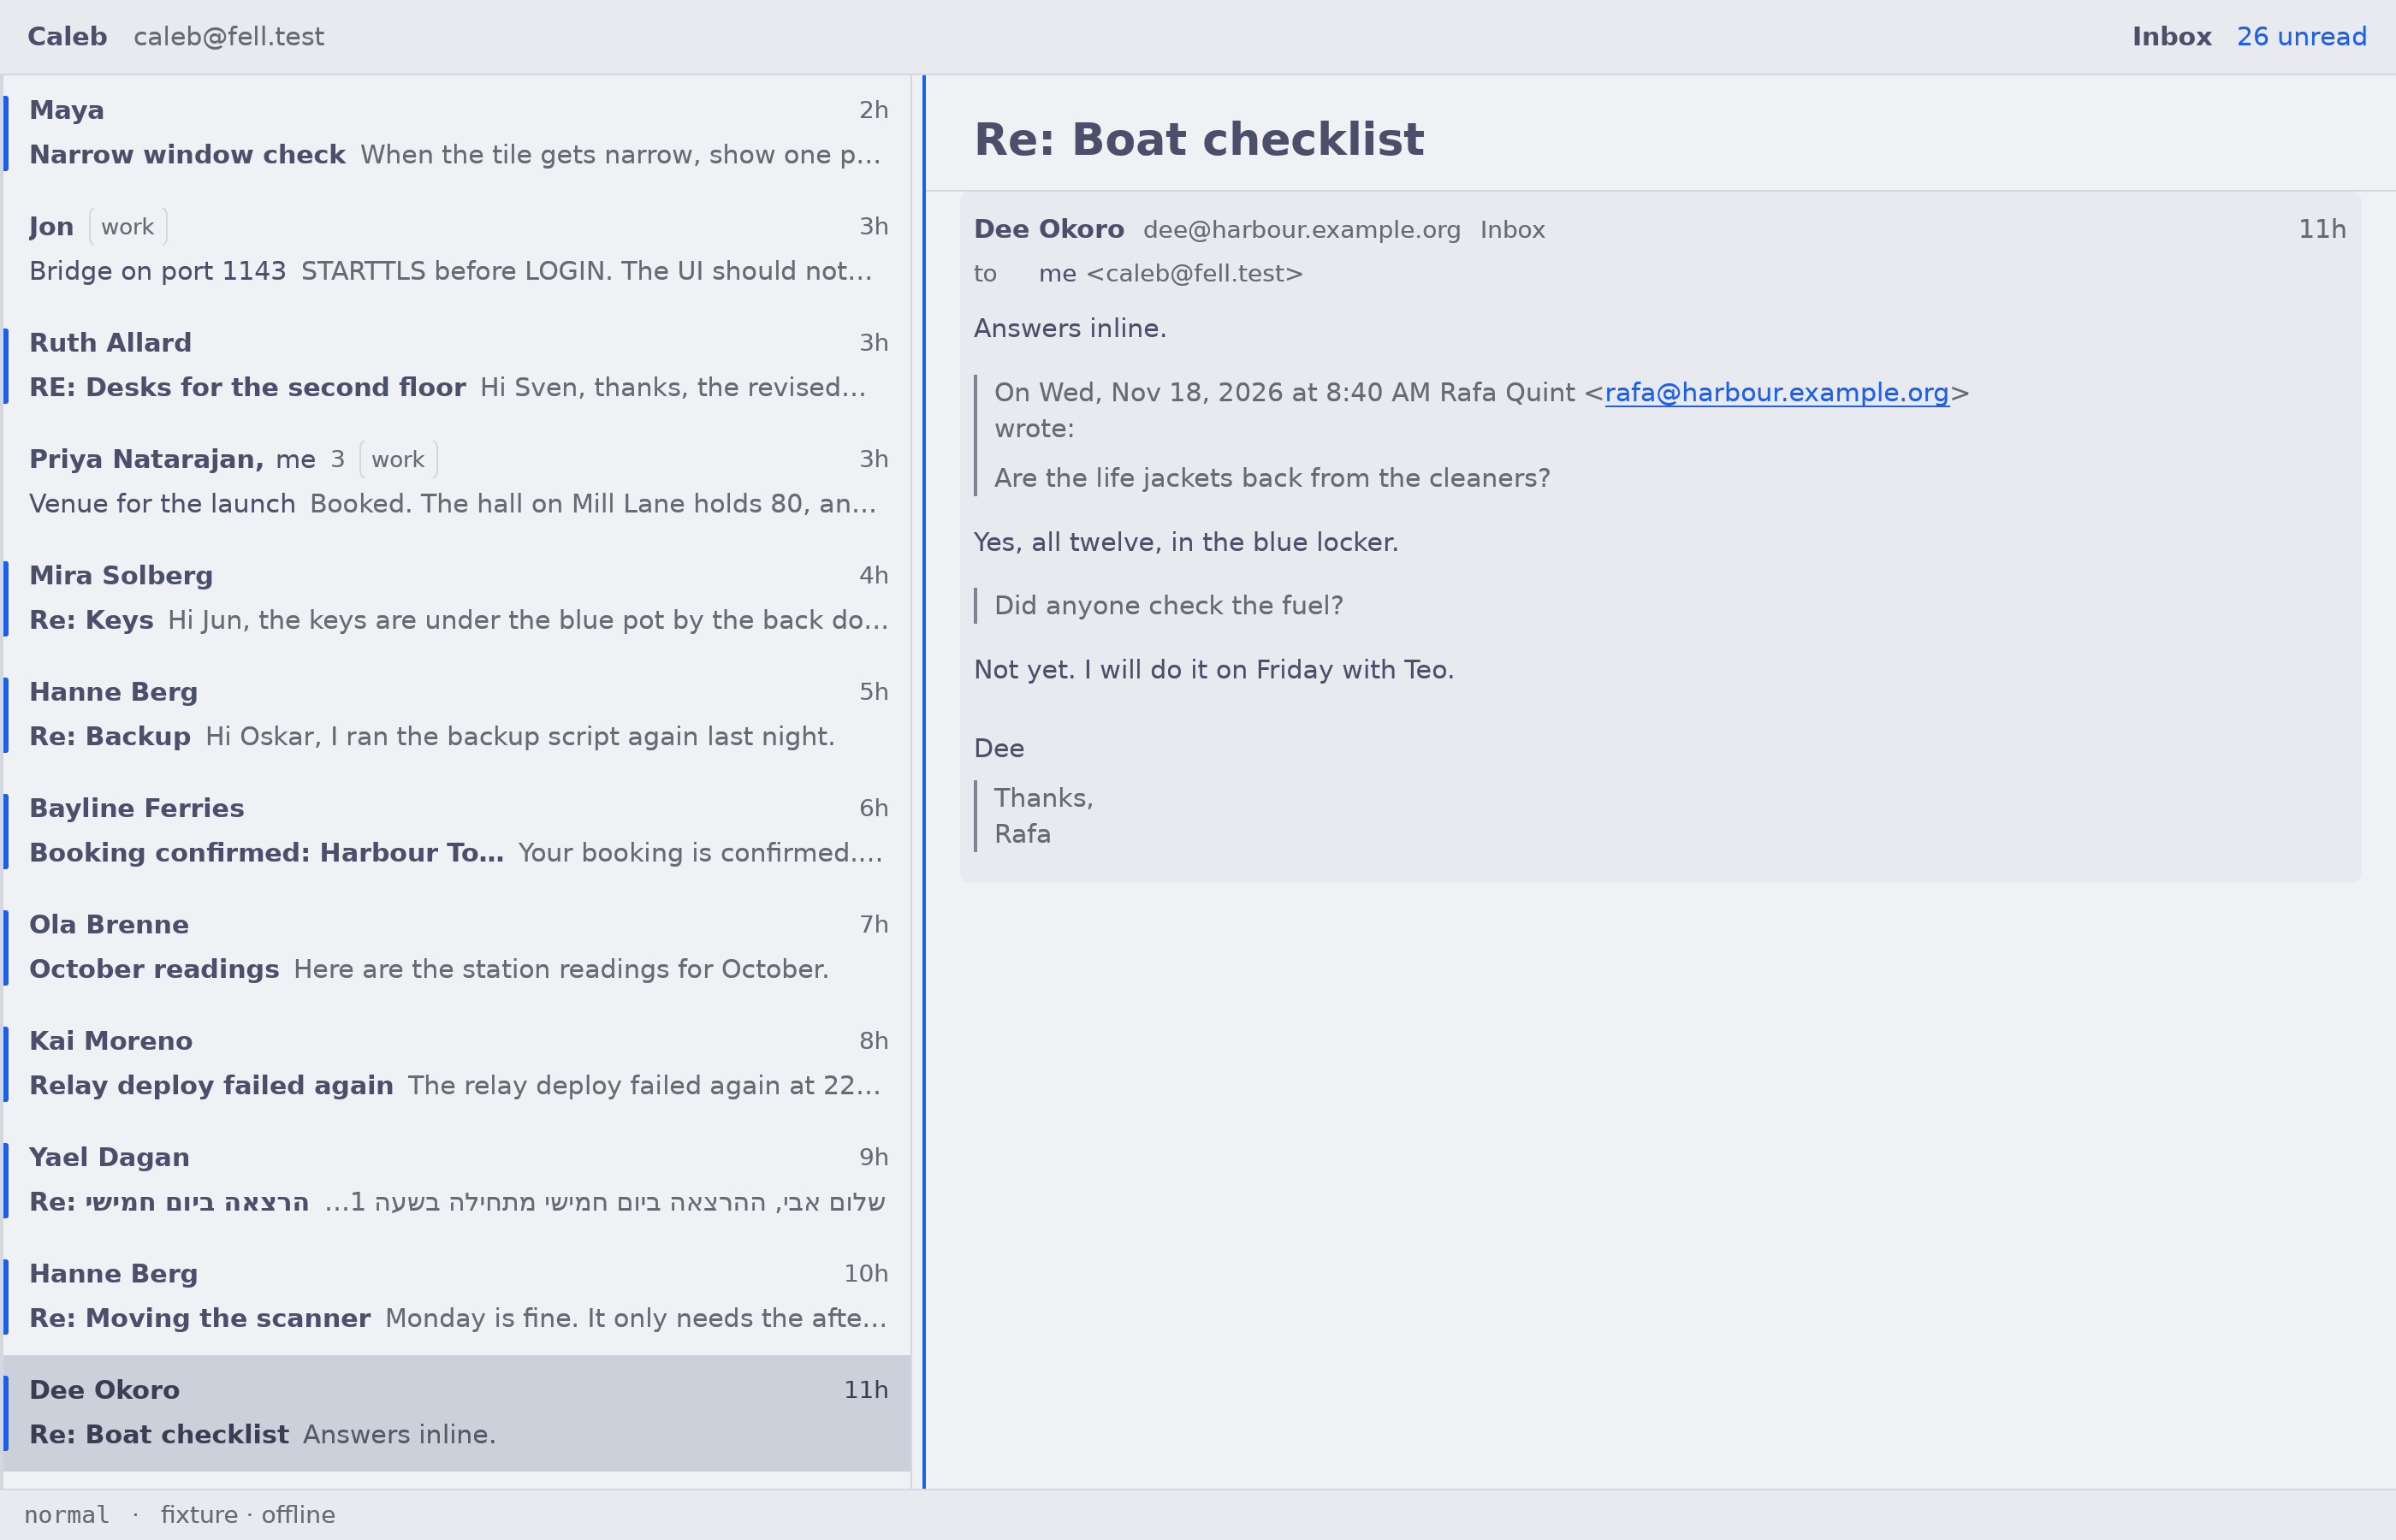 Caleb caleb@fell.test
Inbox 26 unread
Maya 2h
Narrow window check When the tile gets narrow, show one p…
Jon work 3h
Bridge on port 1143 STARTTLS before LOGIN. The UI should not…
Ruth Allard 3h
RE: Desks for the second floor Hi Sven, thanks, the revised…
Priya Natarajan, me 3 work 3h
Venue for the launch Booked. The hall on Mill Lane holds 80, an…
Mira Solberg 4h
Re: Keys Hi Jun, the keys are under the blue pot by the back do…
Hanne Berg 5h
Re: Backup Hi Oskar, I ran the backup script again last night.
Bayline Ferries 6h
Booking confirmed: Harbour To… Your booking is confirmed.…
Ola Brenne 7h
October readings Here are the station readings for October.
Kai Moreno 8h
Relay deploy failed again The relay deploy failed again at 22…
Yael Dagan 9h
Re: הרצאה ביום חמישי שלום אבי, ההרצאה ביום חמישי מתחילה בשעה 1…
Hanne Berg 10h
Re: Moving the scanner Monday is fine. It only needs the afte…
Dee Okoro 11h
Re: Boat checklist Answers inline.
Re: Boat checklist
Dee Okoro dee@harbour.example.org Inbox 11h
to me <caleb@fell.test>
Answers inline.
On Wed, Nov 18, 2026 at 8:40 AM Rafa Quint <rafa@harbour.example.org>
wrote:
Are the life jackets back from the cleaners?
Yes, all twelve, in the blue locker.
Did anyone check the fuel?
Not yet. I will do it on Friday with Teo.
Dee
Thanks,
Rafa
normal · fixture · offline